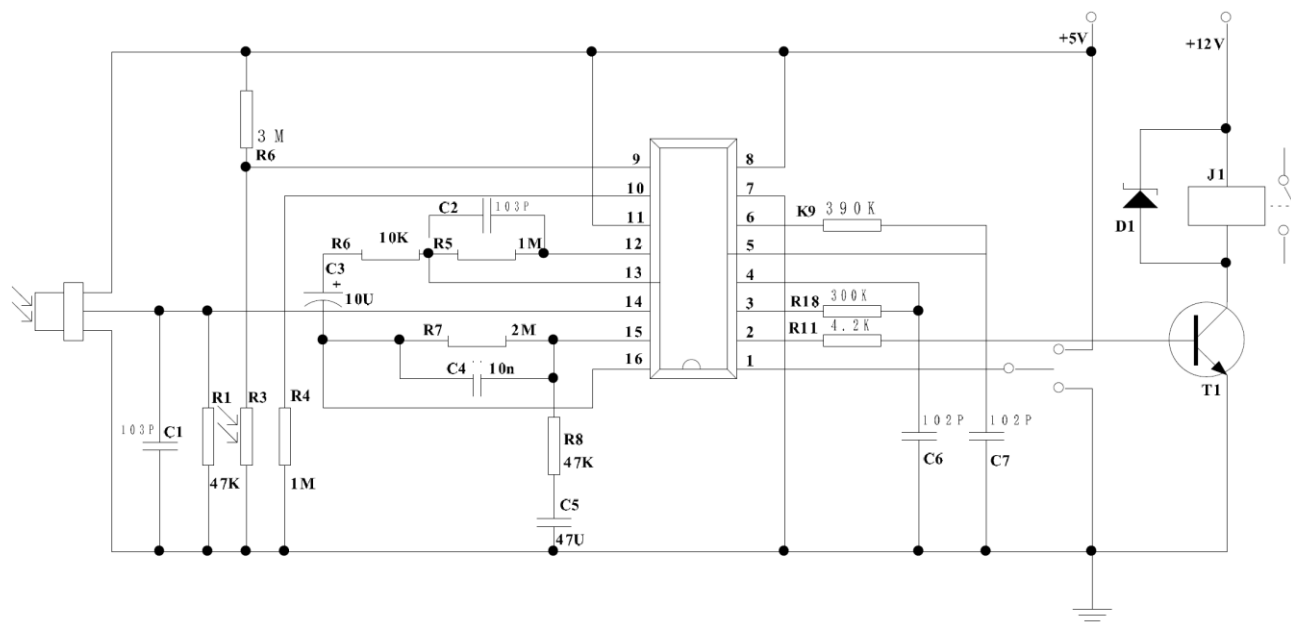 +5V
+12V
3 M
R6
9
8
10
7
C2
103P
11
6
K9
390K
J1
D1
R6
10K
R5
1M
12
5
C3
+
10U
13
4
14
3
R18
300K
R7
2M
15
2
R11
4.2K
C4
10n
16
1
T1
R1
R3
R4
103P
C1
102P
102P
R8
47K
C6
C7
47K
1M
C5
47U